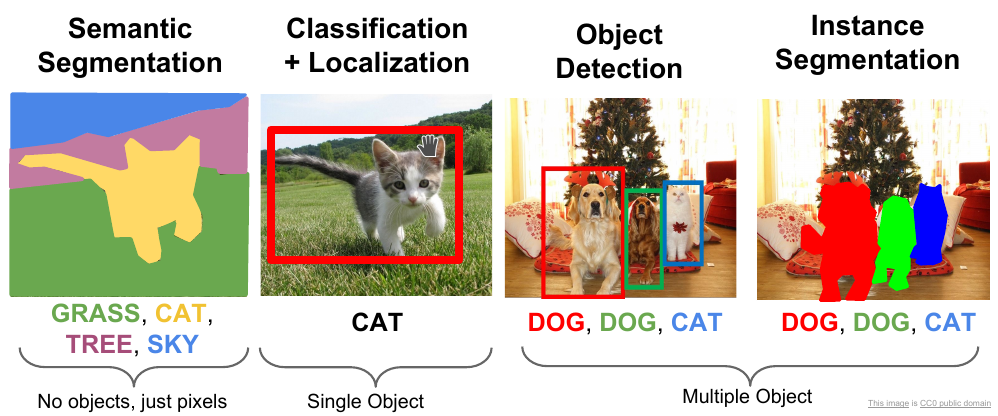 Semantic
Segmentation
Classification
+ Localization
Object
Detection
Instance
Segmentation
GRASS, CAT,
TREE, SKY
CAT
DOG, DOG, CAT
DOG, DOG, CAT
No objects, just pixels
Single Object
Multiple Object
This image is CC0 public domain